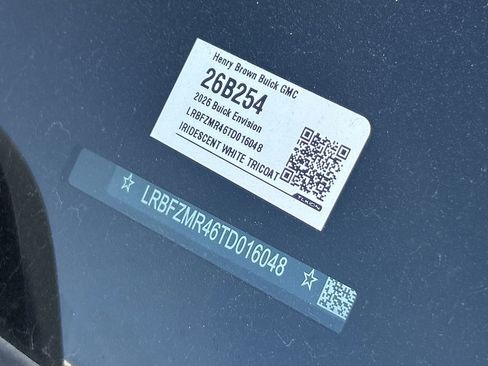 Henry Brown Buick GMC
26B254
2026 Buick Envision
LRBFZMR46TD016048
IRIDESCENT WHITE TRICOAT
☆ LRBFZMR46TD016048 ☆